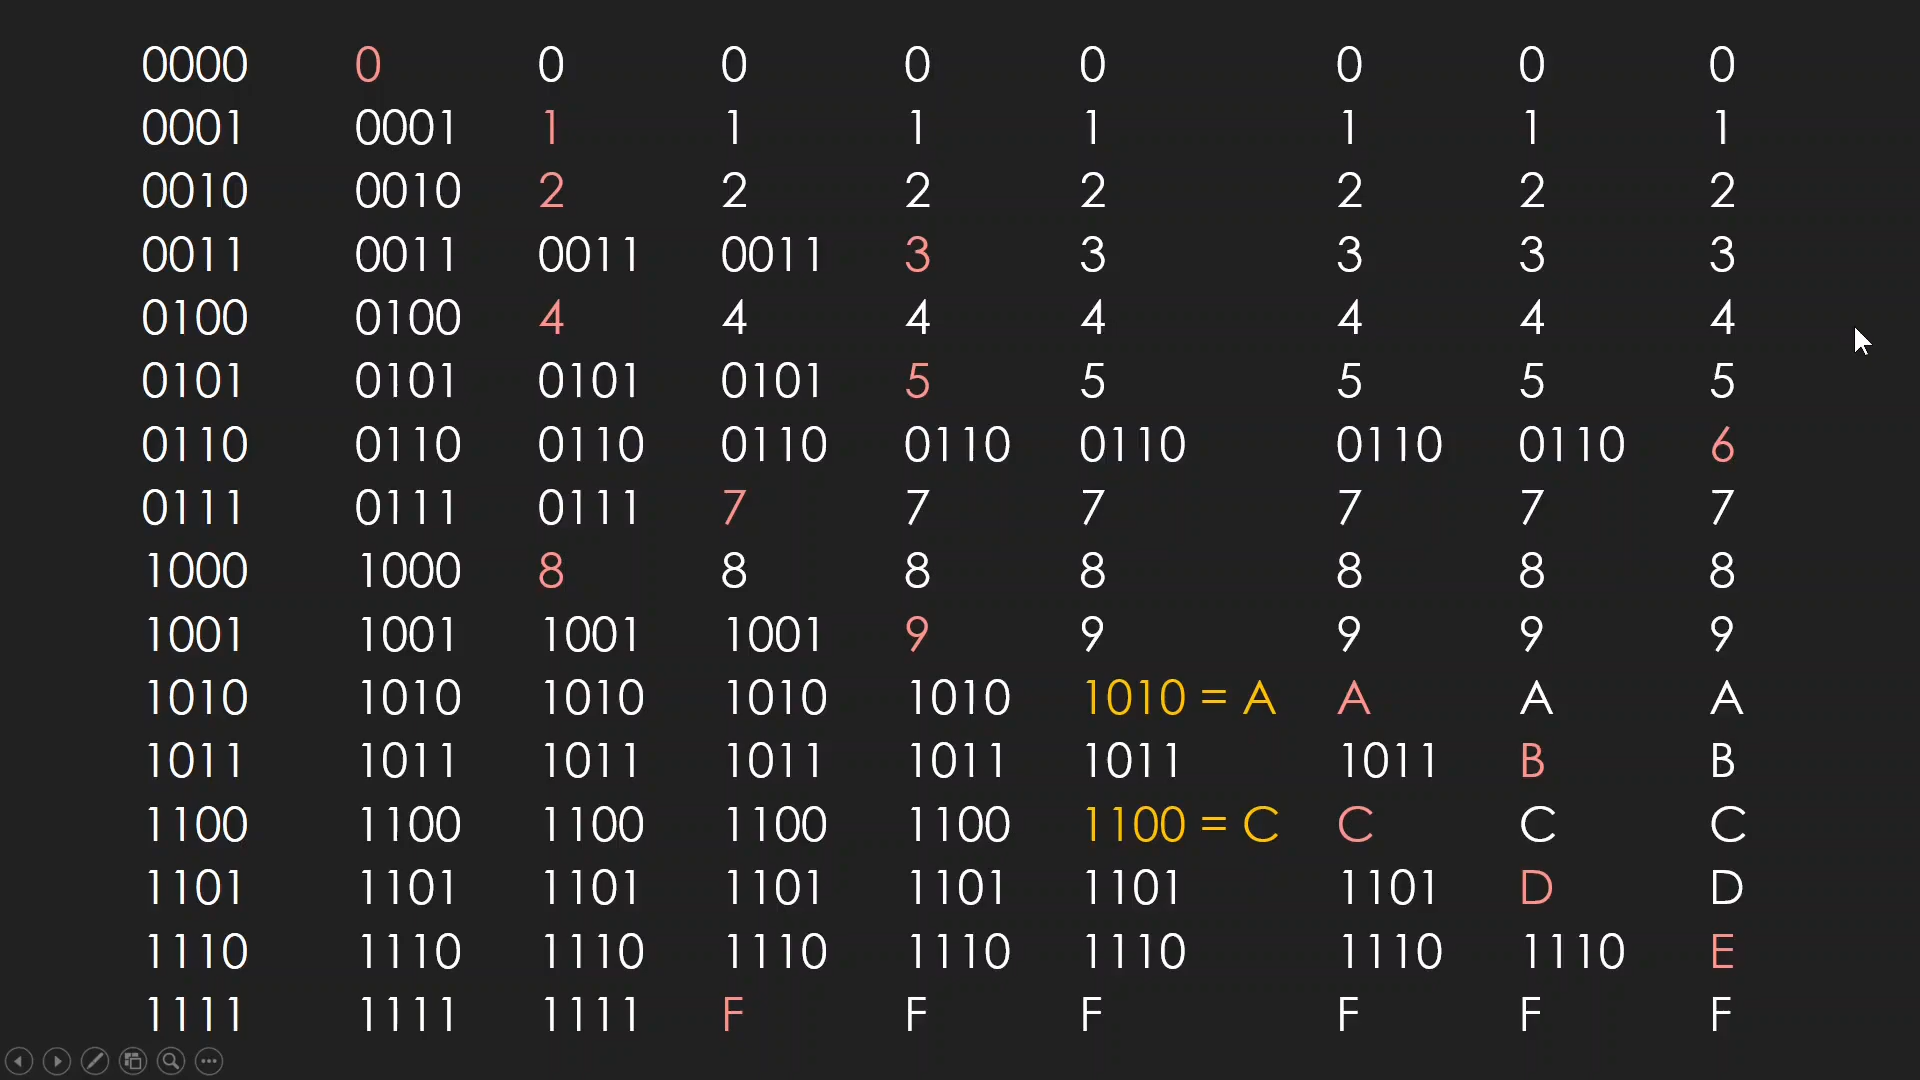 0000 0 0 0 0 0 0 0 0
0001 0001 1 1 1 1 1 1 1
0010 0010 2 2 2 2 2 2 2
0011 0011 0011 0011 3 3 3 3 3
0100 0100 4 4 4 4 4 4 4
0101 0101 0101 0101 5 5 5 5 5
0110 0110 0110 0110 0110 0110 0110 0110 6
0111 0111 0111 7 7 7 7 7 7
1000 1000 8 8 8 8 8 8 8
1001 1001 1001 1001 9 9 9 9 9
1010 1010 1010 1010 1010 1010 = A A A A
1011 1011 1011 1011 1011 1011 1011 B B
1100 1100 1100 1100 1100 1100 = C C C C
1101 1101 1101 1101 1101 1101 1101 D D
1110 1110 1110 1110 1110 1110 1110 1110 E
1111 1111 1111 F F F F F F